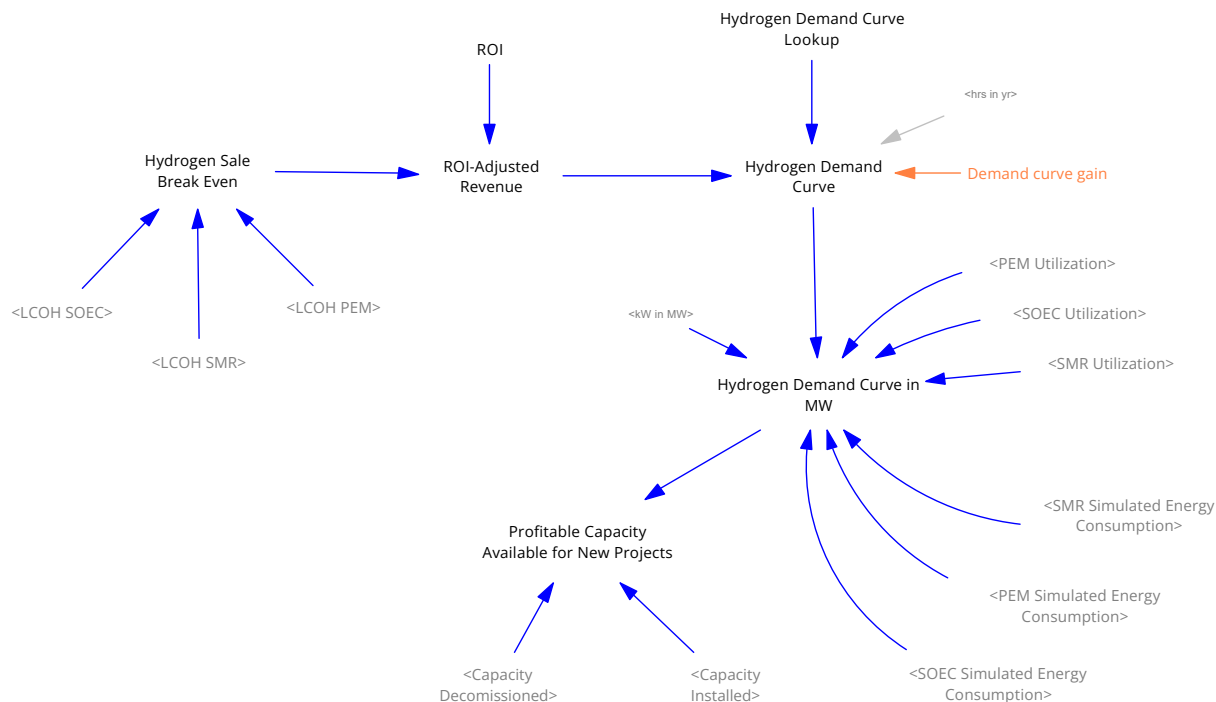 Hydrogen Demand Curve
Lookup
ROI
<hrs in yr>
Hydrogen Sale
Break Even
ROI-Adjusted
Revenue
Hydrogen Demand
Curve
Demand curve gain
<PEM Utilization>
<LCOH SOEC>
<LCOH PEM>
<kW in MW>
<SOEC Utilization>
<LCOH SMR>
<SMR Utilization>
Hydrogen Demand Curve in
MW
<SMR Simulated Energy
Consumption>
Profitable Capacity
Available for New Projects
<PEM Simulated Energy
Consumption>
<Capacity
Decomissioned>
<Capacity
Installed>
<SOEC Simulated Energy
Consumption>